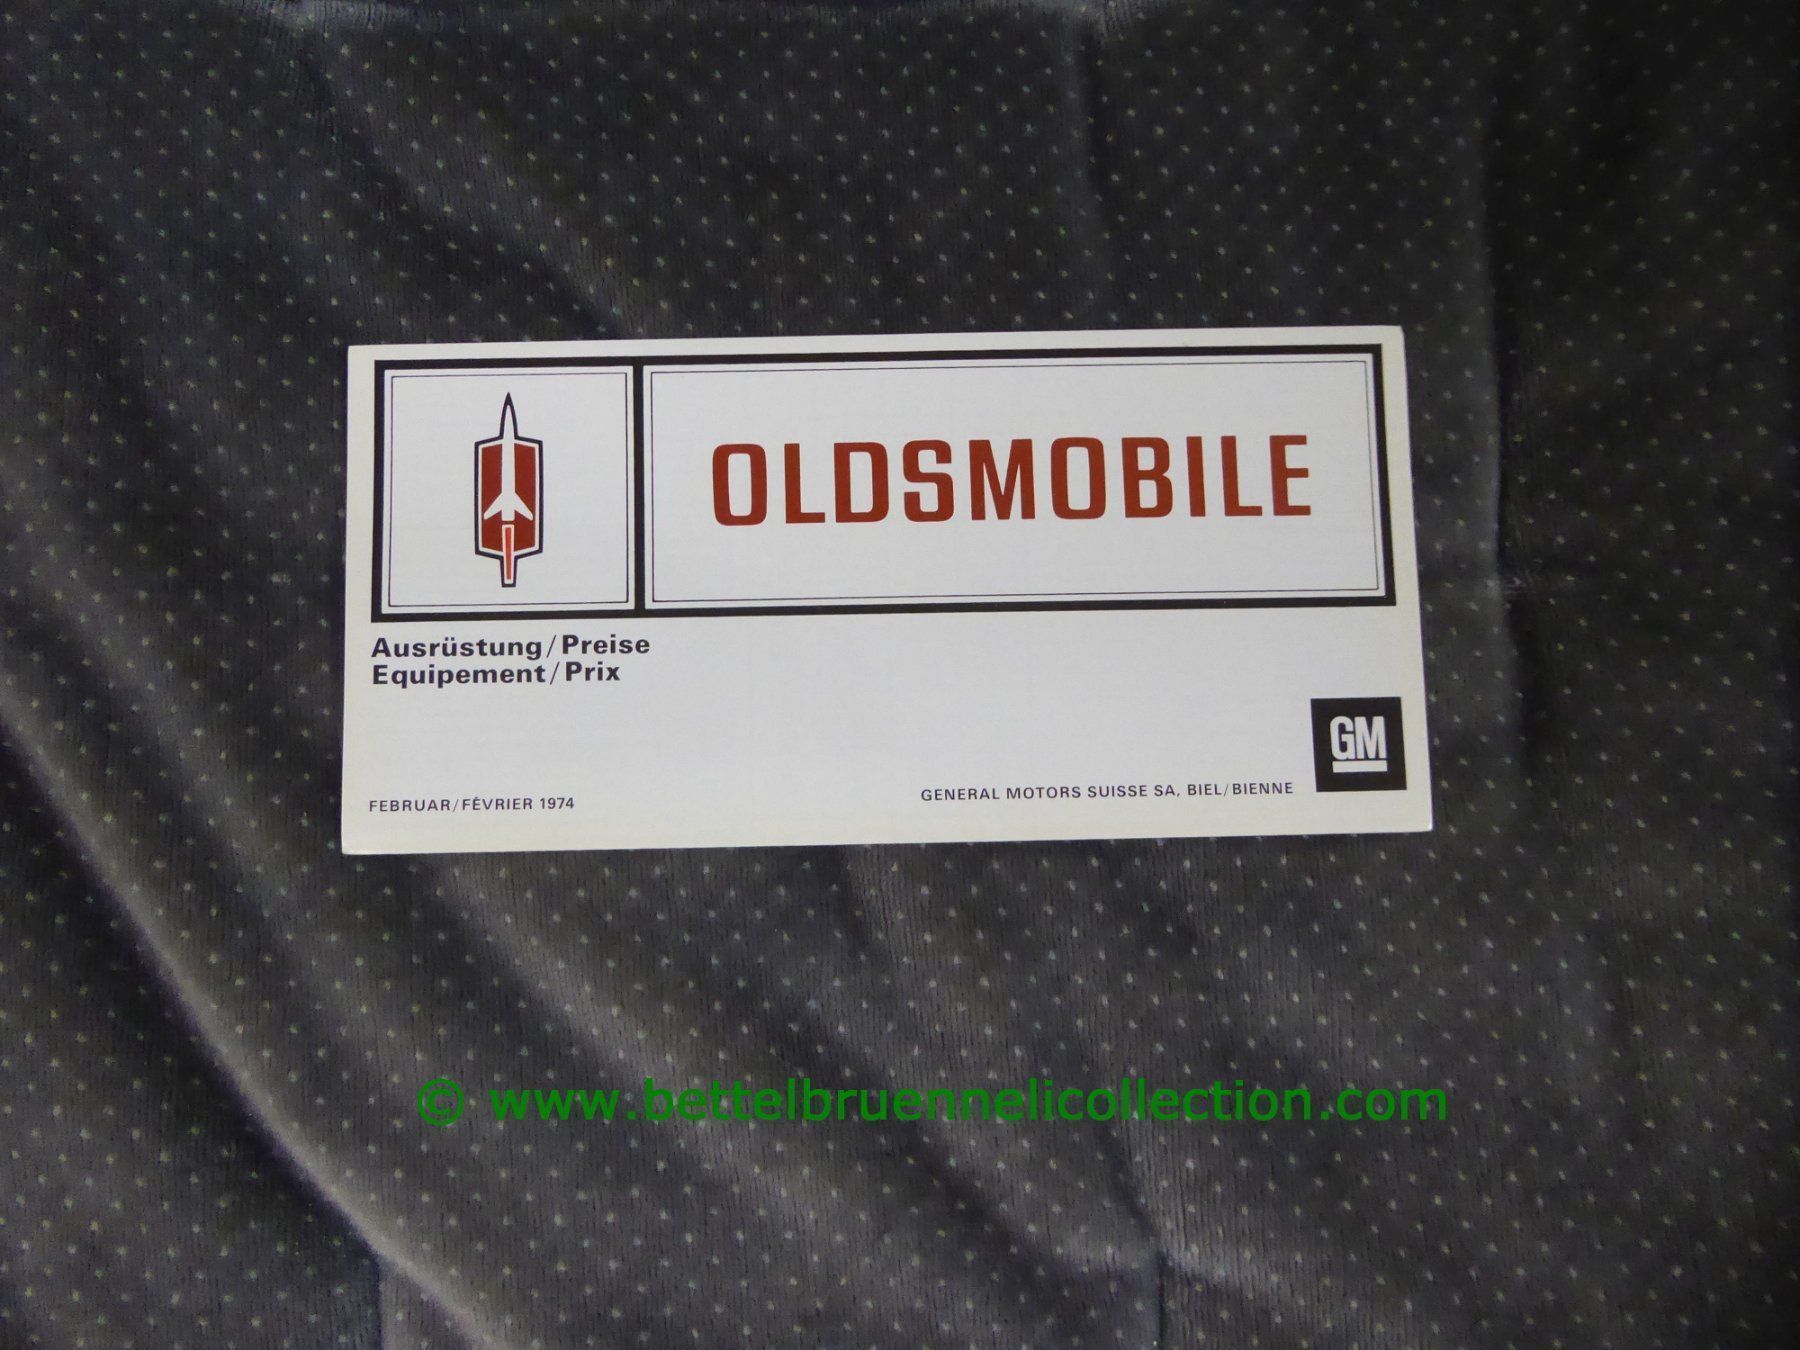 OLDSMOBILE
Ausrüstung/Preise
Equipement/Prix
GM
FEBRUAR/FÉVRIER 1974
GENERAL MOTORS SUISSE SA, BIEL/BIENNE
© www.bettelbruennelicollection.com